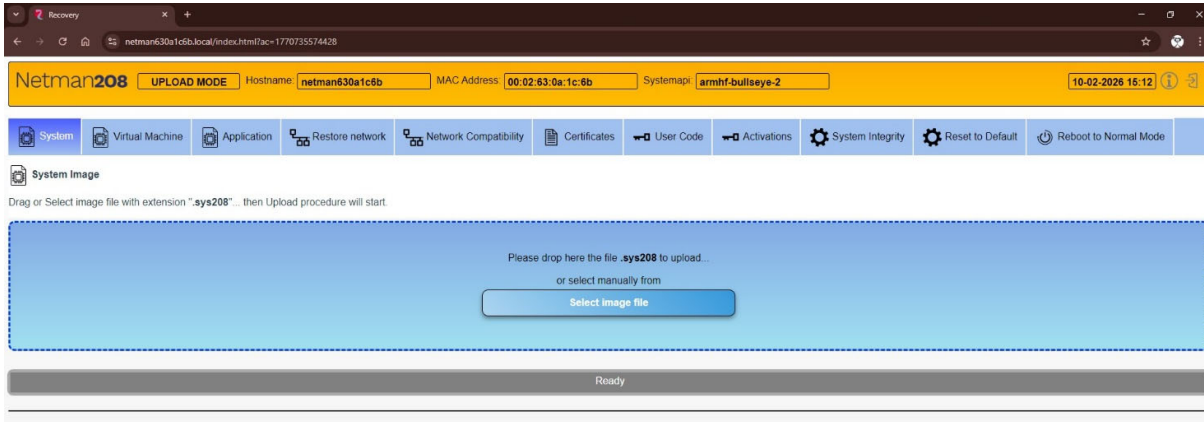 Recovery
netman630a1c6b.local/index.html?ac=1770735574428
Netman208 UPLOAD MODE Hostname: netman630a1c6b MAC Address: 00:02:63:0a:1c:6b Systemapi: armhf-bullseye-2 10-02-2026 15:12
System Virtual Machine Application Restore network Network Compatibility Certificates User Code Activations System Integrity Reset to Default Reboot to Normal Mode
System Image
Drag or Select image file with extension ".sys208"... then Upload procedure will start.
Please drop here the file .sys208 to upload...
or select manually from
Select image file
Ready